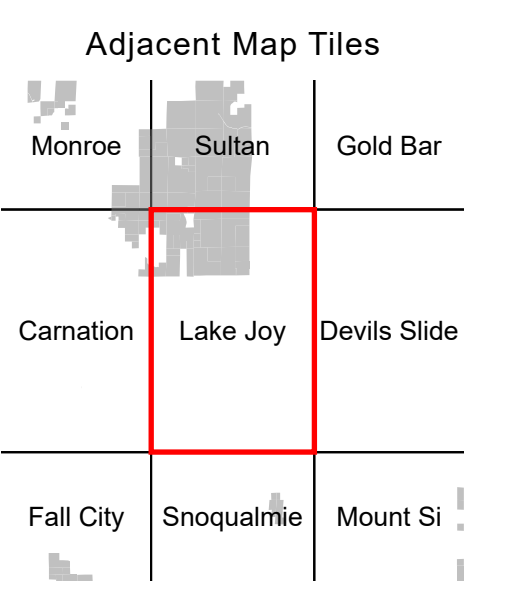 Adjacent Map Tiles
Monroe Sultan Gold Bar
Carnation Lake Joy Devils Slide
Fall City Snoqualmie Mount Si